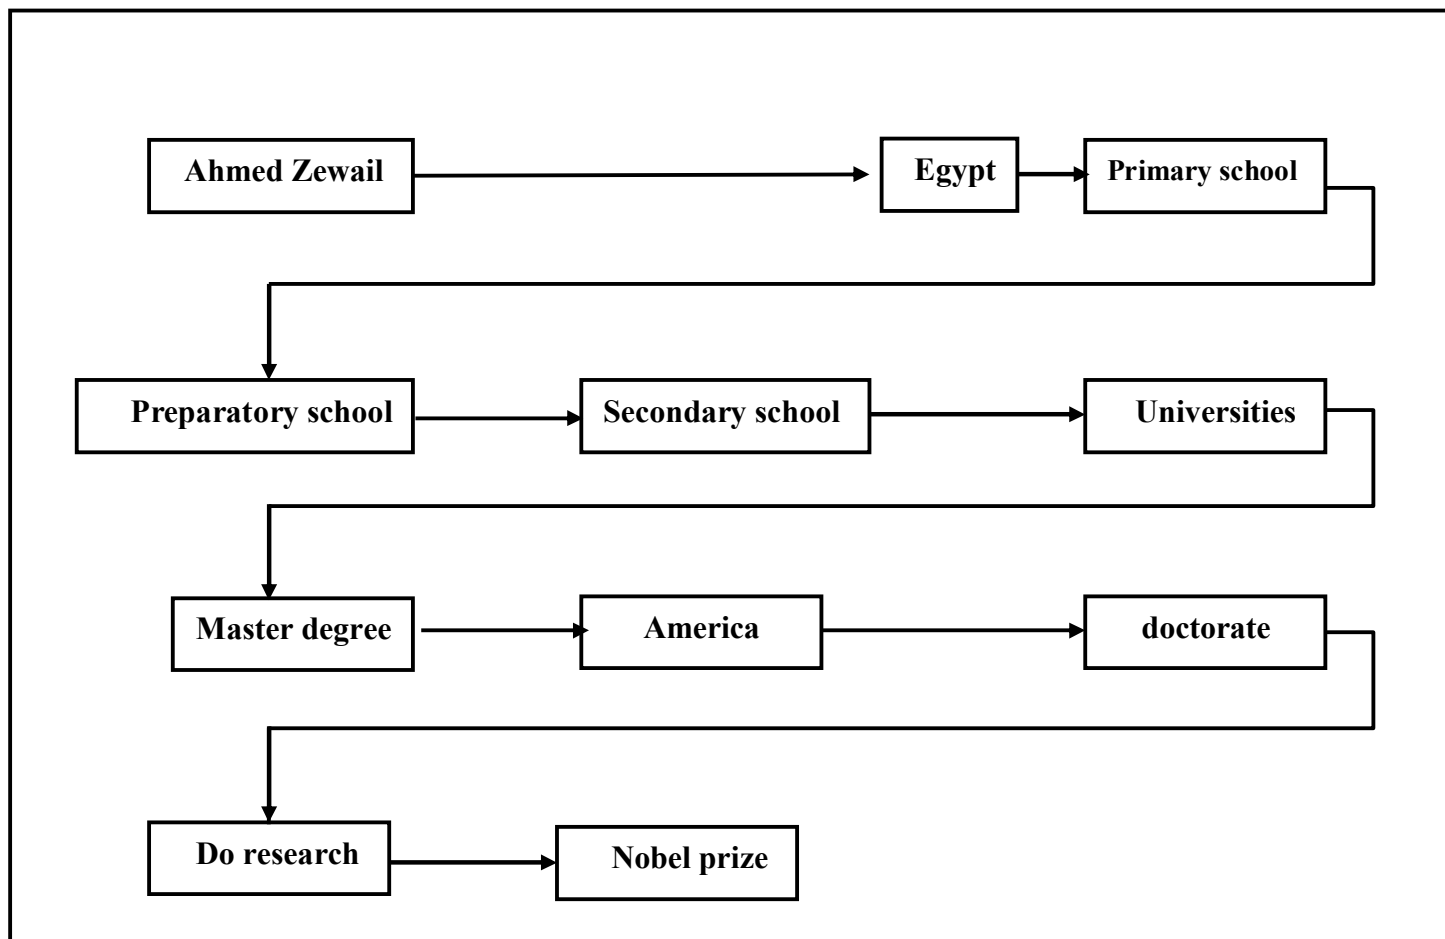 Ahmed Zewail
Egypt
Primary school
Preparatory school
Secondary school
Universities
Master degree
America
doctorate
Do research
Nobel prize